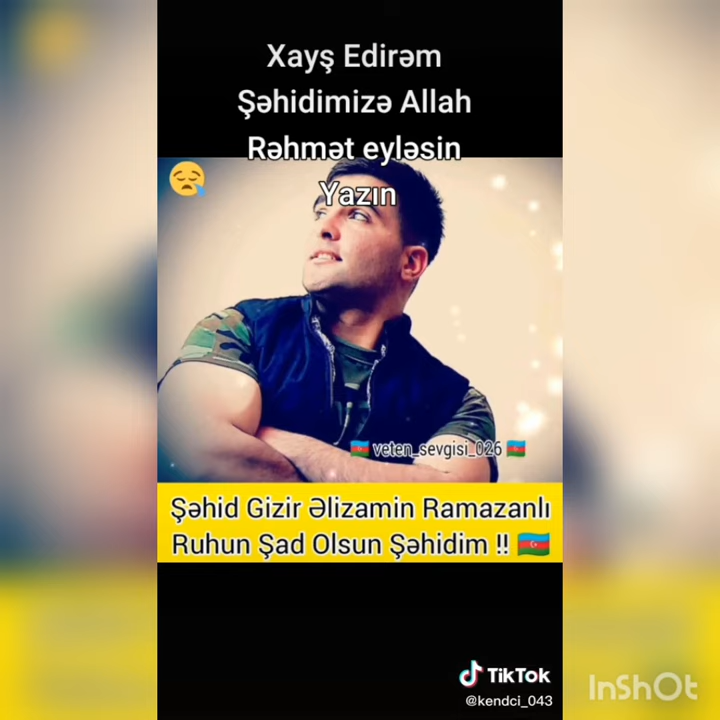 Xayş Edirəm
Şəhidimizə Allah
Rəhmət eyləsin
Yazın
veten_sevgisi_026
Şəhid Gizir Əlizamin Ramazanlı
Ruhun Şad Olsun Şəhidim !!
TikTok
@kendci_043
InShOt